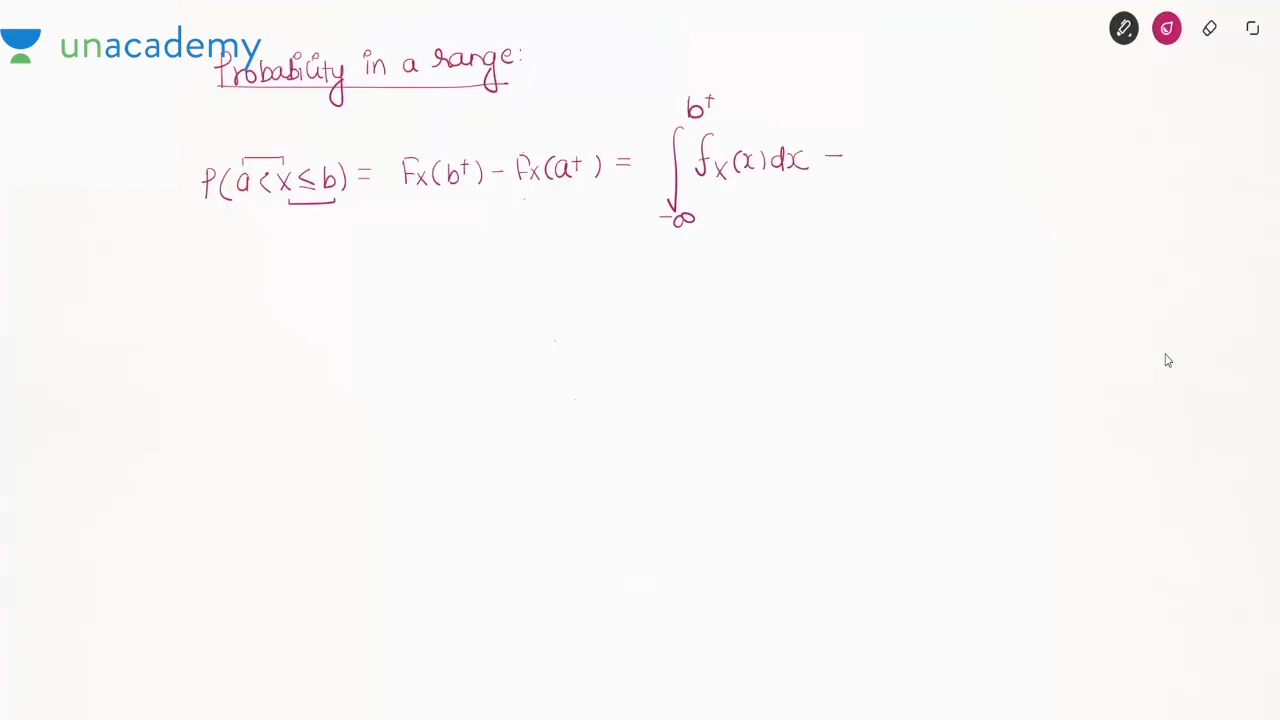 unacademy
Probability in a range:
P(a < x ≤ b) = Fx(b⁺) - Fx(a⁺) = ∫_{-∞}^{b⁺} fx(x)dx -